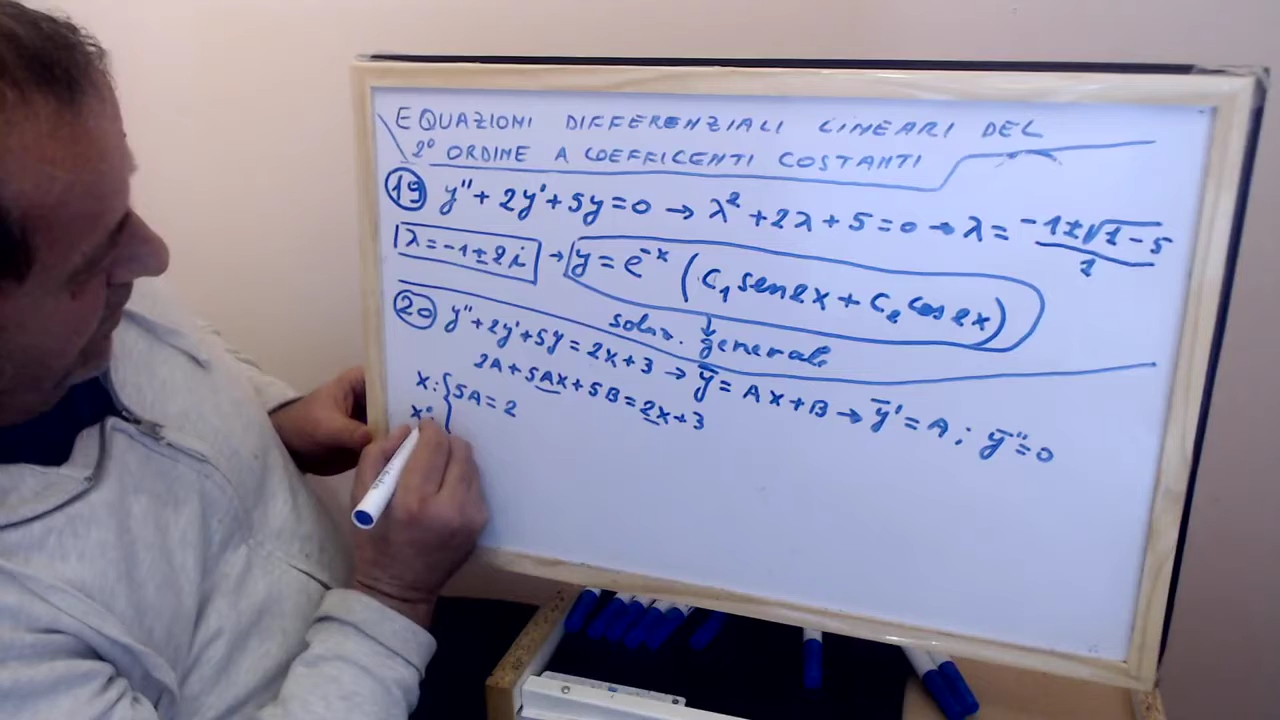 EQUAZIONI DIFFERENZIALI LINEARI DEL
2° ORDINE A COEFFICENTI COSTANTI
19 y'' + 2y' + 5y = 0 → λ² + 2λ + 5 = 0 → λ = (-1 ± √(1-5))/1
λ = -1 ± 2i → y = e^(-x) (C₁ sen2x + C₂ cos2x)
soluz. generale
20 y'' + 2y' + 5y = 2x + 3 → ȳ = Ax + B → ȳ' = A; ȳ'' = 0
2A + 5Ax + 5B = 2x + 3
x: { 5A = 2
x°: